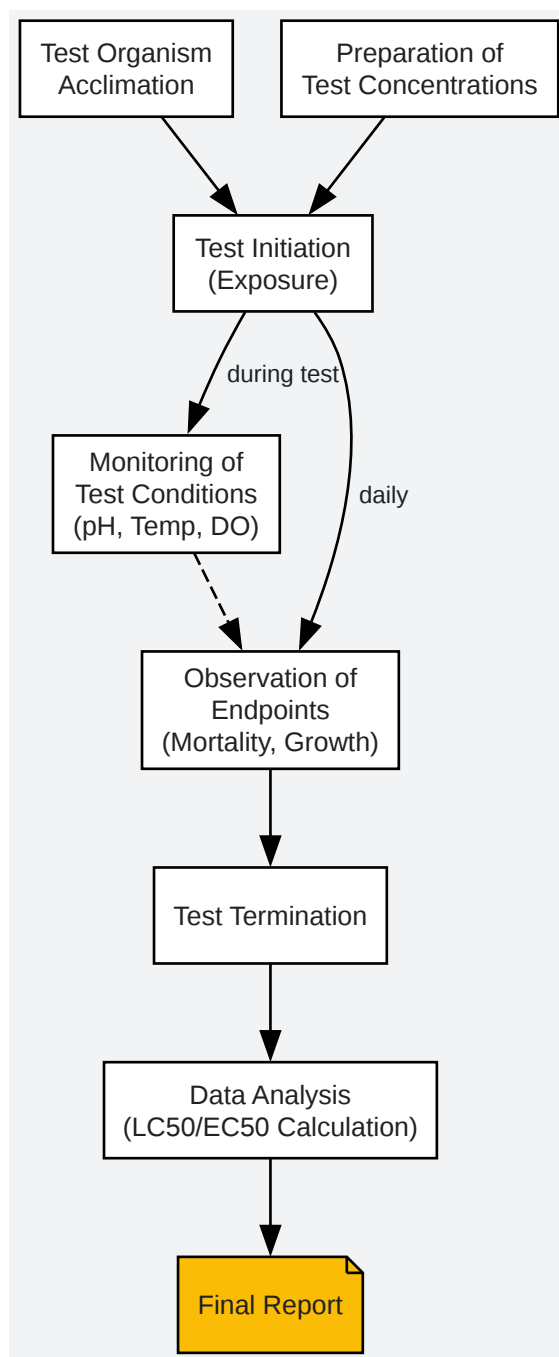 Test Organism
Acclimation
Preparation of
Test Concentrations
Test Initiation
(Exposure)
during test
Monitoring of
Test Conditions
(pH, Temp, DO)
daily
Observation of
Endpoints
(Mortality, Growth)
Test Termination
Data Analysis
(LC50/EC50 Calculation)
Final Report